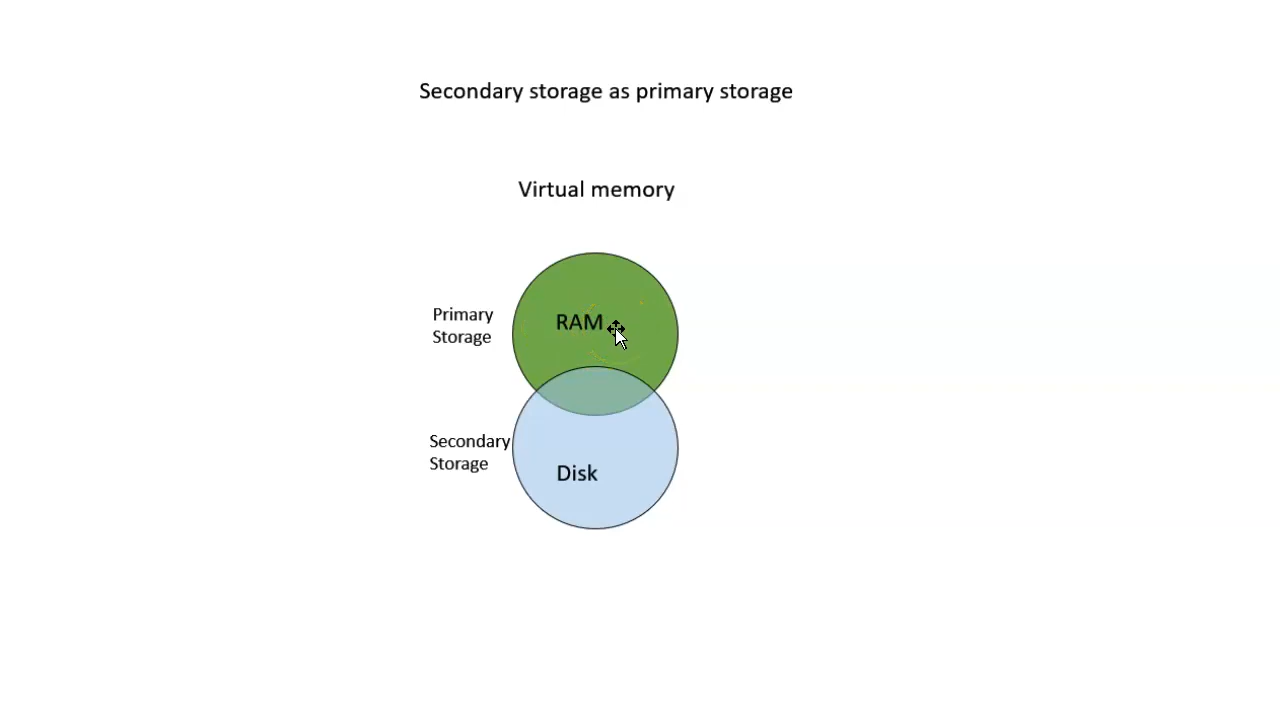 Secondary storage as primary storage
Virtual memory
Primary
Storage
RAM
Secondary
Storage
Disk